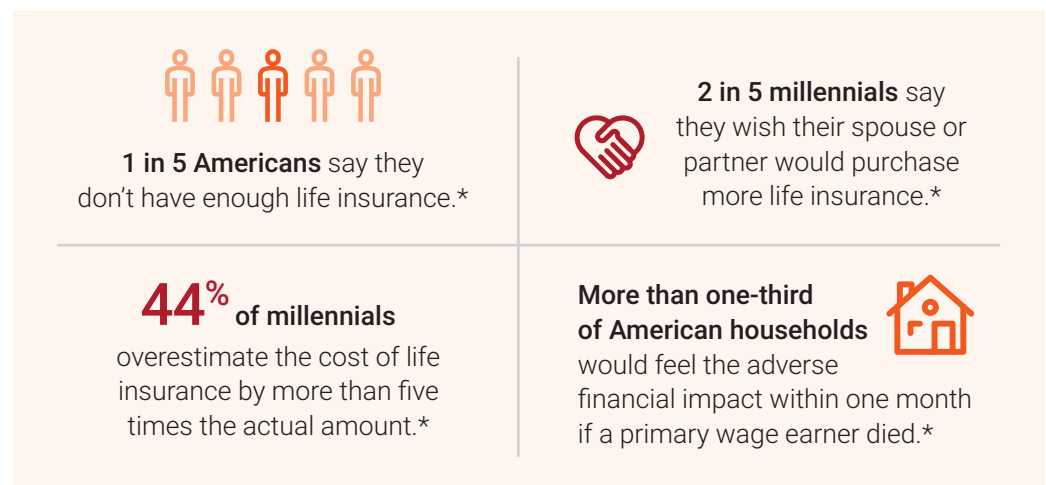 1 in 5 Americans say they
don’t have enough life insurance.*
2 in 5 millennials say
they wish their spouse or
partner would purchase
more life insurance.*
44% of millennials
overestimate the cost of life
insurance by more than five
times the actual amount.*
More than one-third
of American households
would feel the adverse
financial impact within one month
if a primary wage earner died.*